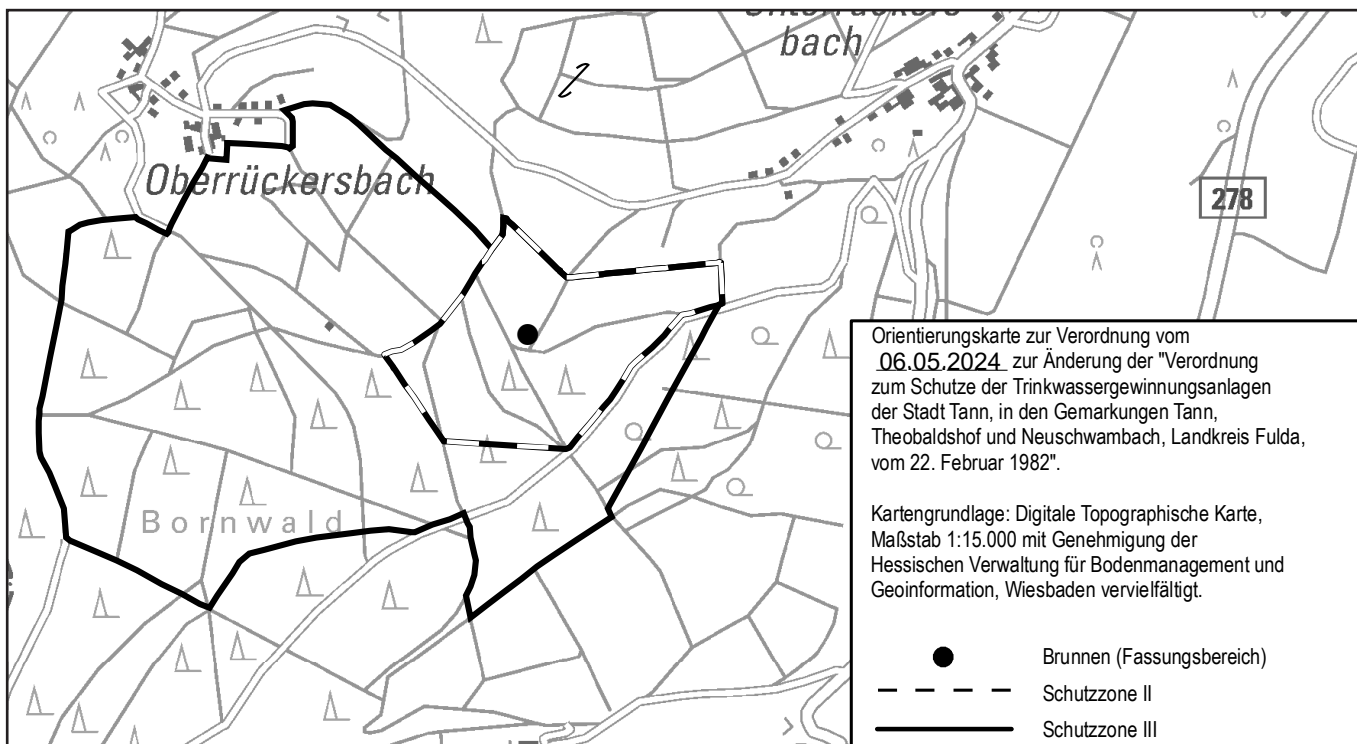 bach
Oberrückersbach
278
Bornwald
Orientierungskarte zur Verordnung vom
06.05.2024 zur Änderung der "Verordnung
zum Schutze der Trinkwassergewinnungsanlagen
der Stadt Tann, in den Gemarkungen Tann,
Theobaldshof und Neuschwambach, Landkreis Fulda,
vom 22. Februar 1982".
Kartengrundlage: Digitale Topographische Karte,
Maßstab 1:15.000 mit Genehmigung der
Hessischen Verwaltung für Bodenmanagement und
Geoinformation, Wiesbaden vervielfältigt.
Brunnen (Fassungsbereich)
Schutzzone II
Schutzzone III